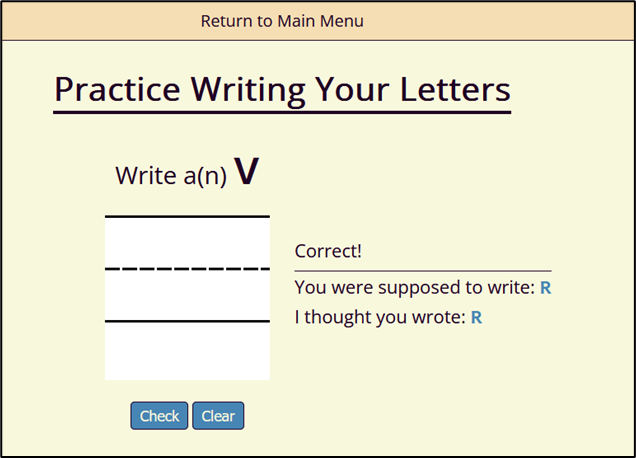 Return to Main Menu
Practice Writing Your Letters
Write a(n) V
Correct!
You were supposed to write: R
I thought you wrote: R
Check Clear